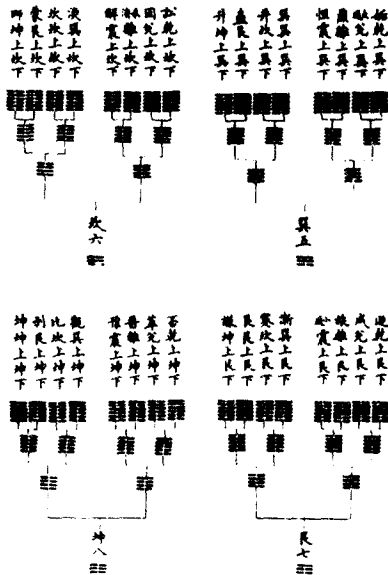 姤乾上巽下
大過兌上巽下
鼎離上巽下
恒震上巽下
巽巽上巽下
井坎上巽下
蠱艮上巽下
升坤上巽下
巽五
訟乾上坎下
困兌上坎下
未濟離上坎下
解震上坎下
渙巽上坎下
坎坎上坎下
蒙艮上坎下
師坤上坎下
坎六
遯乾上艮下
咸兌上艮下
旅離上艮下
小過震上艮下
漸巽上艮下
蹇坎上艮下
艮艮上艮下
謙坤上艮下
艮七
否乾上坤下
萃兌上坤下
晉離上坤下
豫震上坤下
觀巽上坤下
比坎上坤下
剝艮上坤下
坤坤上坤下
坤八